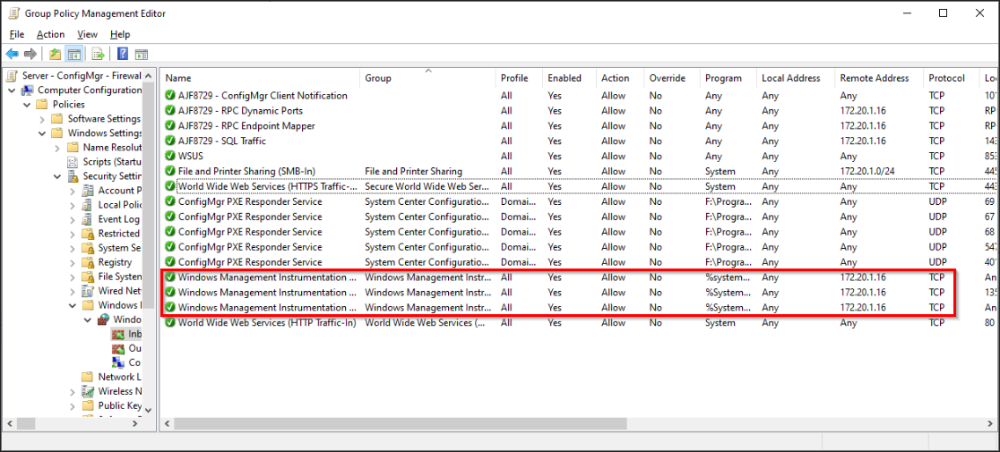 Group Policy Management Editor
File Action View Help
Server - ConfigMgr - Firewal
Computer Configuration
Policies
Software Settings
Windows Settings
Name Resolut
Scripts (Startu
Security Settin
Account P
Local Polic
Event Log
Restricted
System Se
Registry
File System
Wired Net
Windows
Windo
Inb
Ou
Co
Network L
Wireless N
Public Key
Name Group Profile Enabled Action Override Program Local Address Remote Address Protocol Loc
AJF8729 - ConfigMgr Client Notification All Yes Allow No Any Any Any TCP 101
AJF8729 - RPC Dynamic Ports All Yes Allow No Any Any 172.20.1.16 TCP RP
AJF8729 - RPC Endpoint Mapper All Yes Allow No Any Any 172.20.1.16 TCP RP
AJF8729 - SQL Traffic All Yes Allow No Any Any 172.20.1.16 TCP 143
WSUS All Yes Allow No Any Any Any TCP 853
File and Printer Sharing (SMB-In) File and Printer Sharing All Yes Allow No System Any 172.20.1.0/24 TCP 445
World Wide Web Services (HTTPS Traffic-... Secure World Wide Web Ser... All Yes Allow No System Any Any TCP 443
ConfigMgr PXE Responder Service System Center Configuratio... Domai... Yes Allow No F:\Progra... Any Any UDP 69
ConfigMgr PXE Responder Service System Center Configuratio... Domai... Yes Allow No F:\Progra... Any Any UDP 67
ConfigMgr PXE Responder Service System Center Configuratio... Domai... Yes Allow No F:\Progra... Any Any UDP 68
ConfigMgr PXE Responder Service System Center Configuratio... Domai... Yes Allow No F:\Progra... Any Any UDP 547
ConfigMgr PXE Responder Service System Center Configuratio... Domai... Yes Allow No F:\Progra... Any Any UDP 401
Windows Management Instrumentation ... Windows Management Instr... All Yes Allow No %system... Any 172.20.1.16 TCP An
Windows Management Instrumentation ... Windows Management Instr... All Yes Allow No %System... Any 172.20.1.16 TCP 135
Windows Management Instrumentation ... Windows Management Instr... All Yes Allow No %System... Any 172.20.1.16 TCP An
World Wide Web Services (HTTP Traffic-In) World Wide Web Services (... All Yes Allow No System Any Any TCP 80